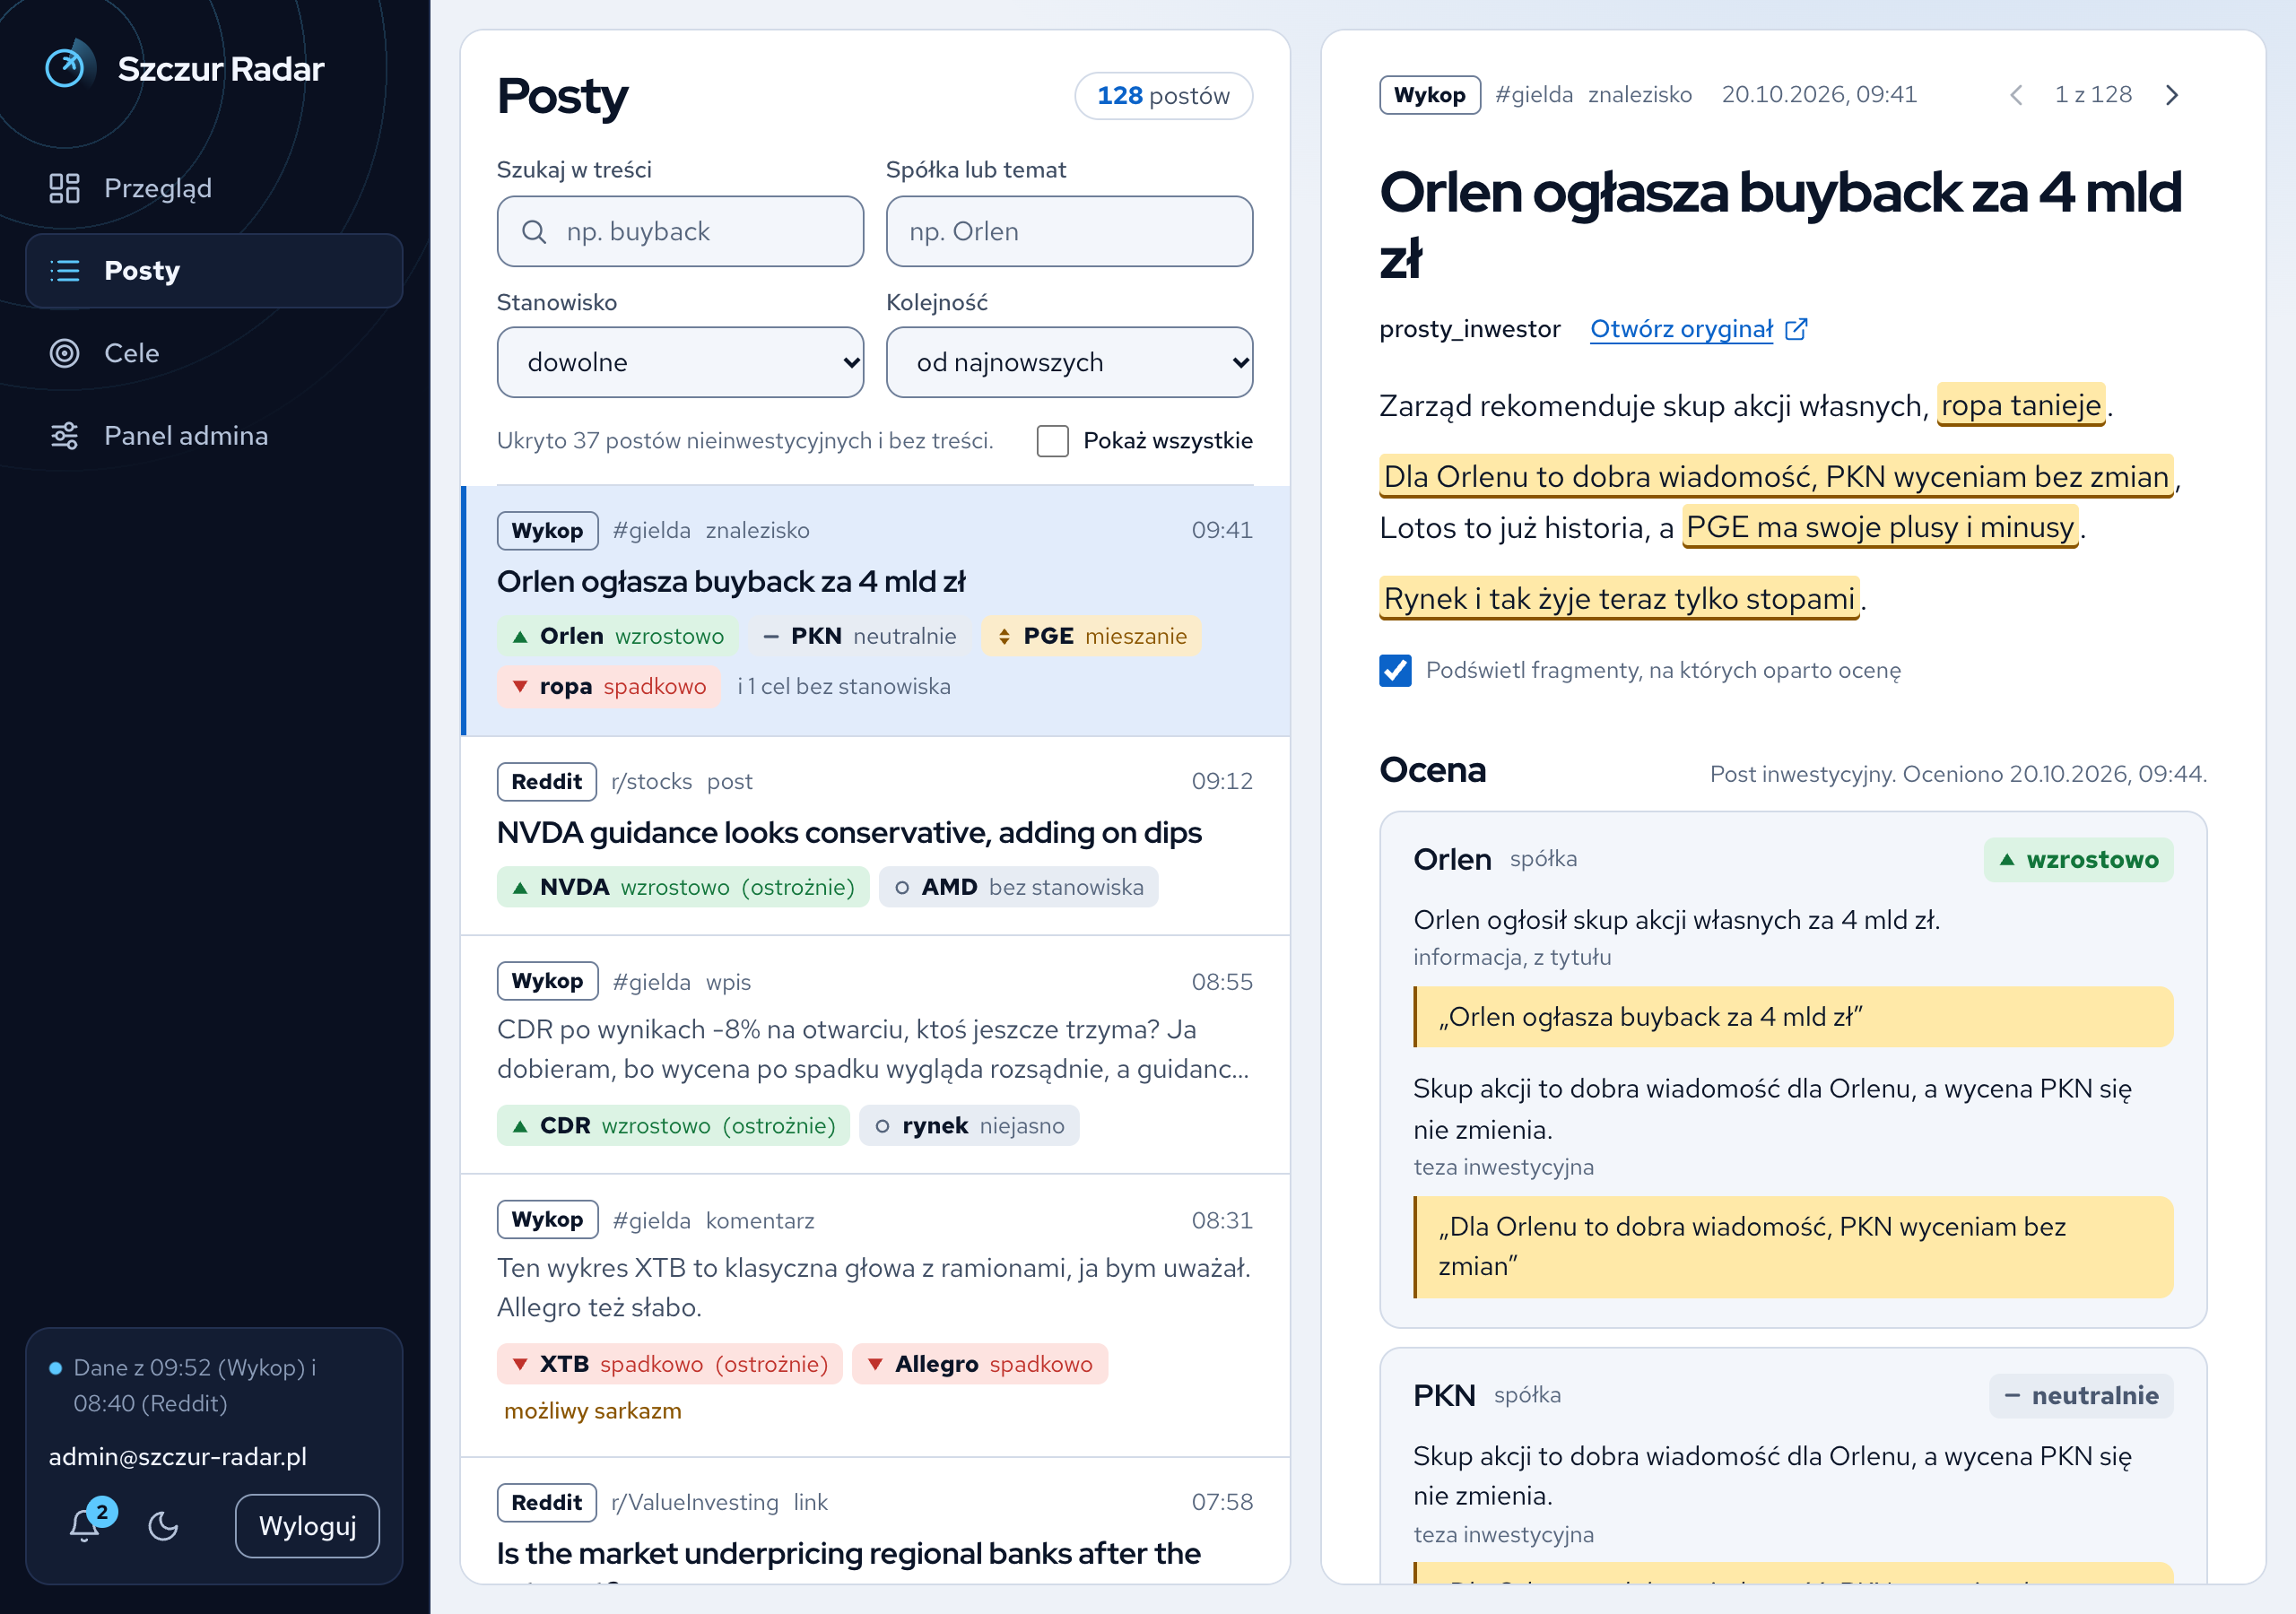 Szczur Radar
Przegląd
Posty
Cele
Panel admina
Dane z 09:52 (Wykop) i
08:40 (Reddit)
admin@szczur-radar.pl
2
Wyloguj
Posty
128 postów
Szukaj w treści
Spółka lub temat
np. buyback
np. Orlen
Stanowisko
Kolejność
dowolne
od najnowszych
Ukryto 37 postów nieinwestycyjnych i bez treści.
Pokaż wszystkie
Wykop #gielda znalezisko 09:41
Orlen ogłasza buyback za 4 mld zł
Orlen wzrostowo PKN neutralnie PGE mieszanie
ropa spadkowo i 1 cel bez stanowiska
Reddit r/stocks post 09:12
NVDA guidance looks conservative, adding on dips
NVDA wzrostowo (ostrożnie) AMD bez stanowiska
Wykop #gielda wpis 08:55
CDR po wynikach -8% na otwarciu, ktoś jeszcze trzyma? Ja
dobieram, bo wycena po spadku wygląda rozsądnie, a guidanc...
CDR wzrostowo (ostrożnie) rynek niejasno
Wykop #gielda komentarz 08:31
Ten wykres XTB to klasyczna głowa z ramionami, ja bym uważał.
Allegro też słabo.
XTB spadkowo (ostrożnie) Allegro spadkowo
możliwy sarkazm
Reddit r/ValueInvesting link 07:58
Is the market underpricing regional banks after the
Wykop #gielda znalezisko 20.10.2026, 09:41
1 z 128
Orlen ogłasza buyback za 4 mld
zł
prosty_inwestor Otwórz oryginał
Zarząd rekomenduje skup akcji własnych, ropa tanieje.
Dla Orlenu to dobra wiadomość, PKN wyceniam bez zmian,
Lotos to już historia, a PGE ma swoje plusy i minusy.
Rynek i tak żyje teraz tylko stopami.
Podświetl fragmenty, na których oparto ocenę
Ocena
Post inwestycyjny. Oceniono 20.10.2026, 09:44.
Orlen spółka
wzrostowo
Orlen ogłosił skup akcji własnych za 4 mld zł.
informacja, z tytułu
„Orlen ogłasza buyback za 4 mld zł”
Skup akcji to dobra wiadomość dla Orlenu, a wycena PKN się
nie zmienia.
teza inwestycyjna
„Dla Orlenu to dobra wiadomość, PKN wyceniam bez
zmian”
PKN spółka
neutralnie
Skup akcji to dobra wiadomość dla Orlenu, a wycena PKN się
nie zmienia.
teza inwestycyjna